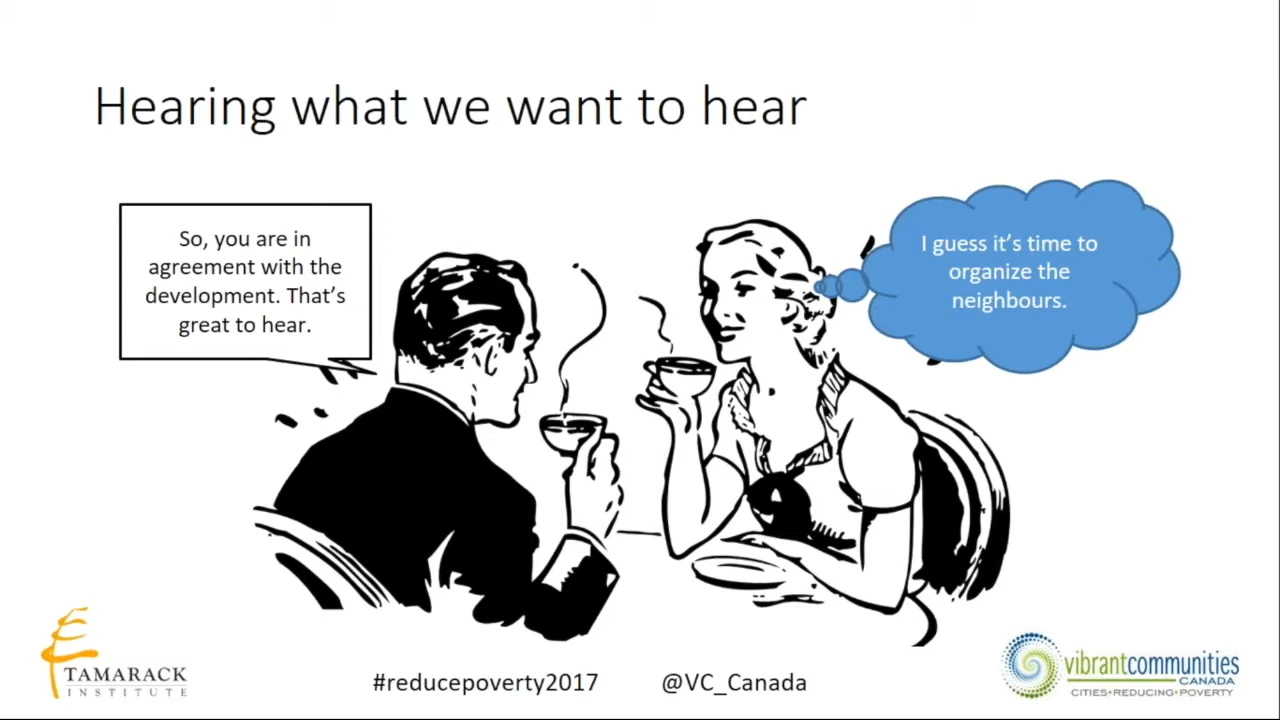 Hearing what we want to hear
So, you are in
agreement with the
development. That’s
great to hear.
I guess it’s time to
organize the
neighbours.
TAMARACK
INSTITUTE
#reducepoverty2017
@VC_Canada
vibrantcommunities
CANADA
CITIES•REDUCING•POVERTY